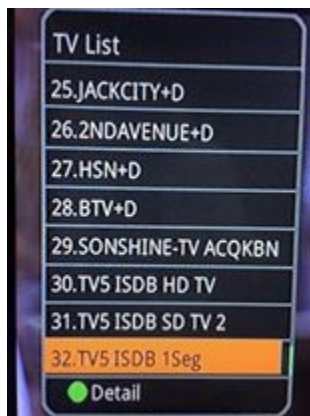 TV List
25.JACKCITY+D
26.2NDAVENUE+D
27.HSN+D
28.BTV+D
29.SONSHINE-TV ACQKBN
30.TV5 ISDB HD TV
31.TV5 ISDB SD TV 2
32.TV5 ISDB 1Seg
Detail